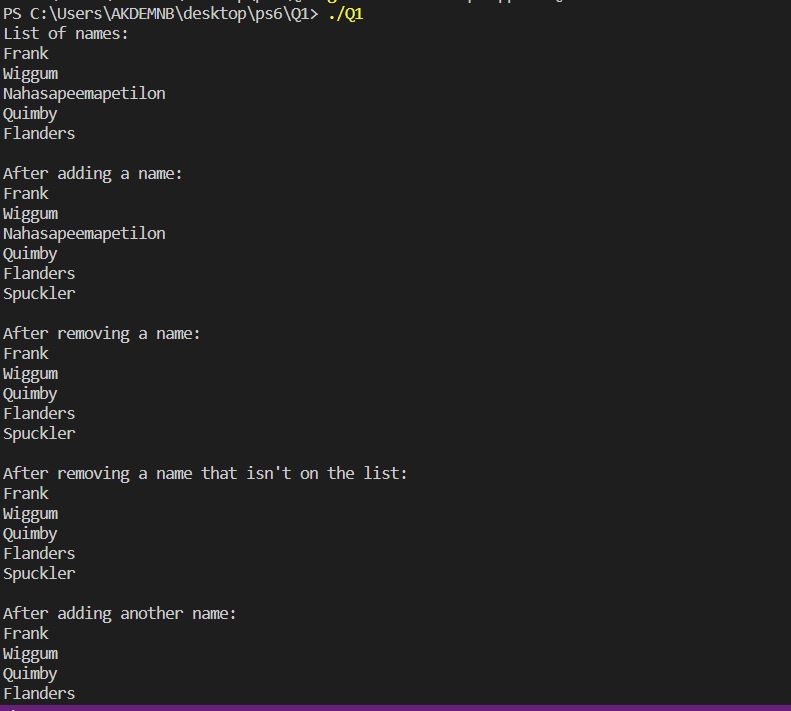 PS C:\Users\AKDEMNB\desktop\ps6\Q1> ./Q1
List of names:
Frank
Wiggum
Nahasapeemapetilon
Quimby
Flanders

After adding a name:
Frank
Wiggum
Nahasapeemapetilon
Quimby
Flanders
Spuckler

After removing a name:
Frank
Wiggum
Quimby
Flanders
Spuckler

After removing a name that isn't on the list:
Frank
Wiggum
Quimby
Flanders
Spuckler

After adding another name:
Frank
Wiggum
Quimby
Flanders